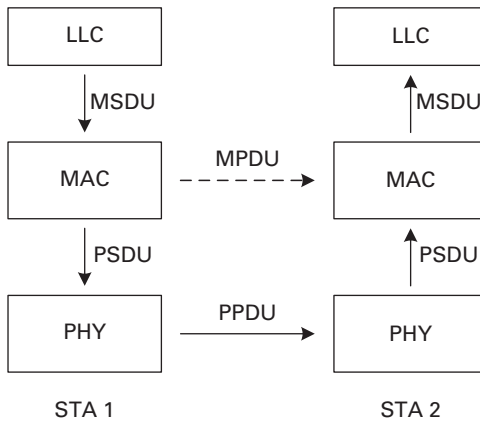 LLC LLC
MSDU MSDU
MPDU
MAC MAC
PSDU PSDU
PPDU
PHY PHY
STA 1 STA 2